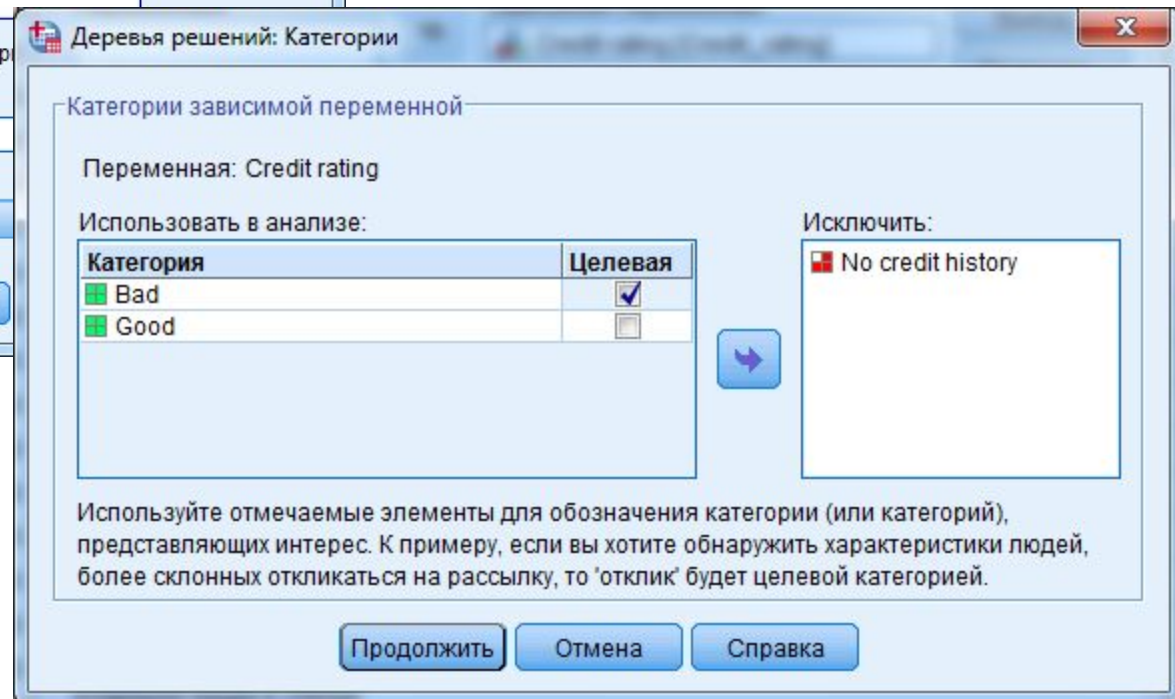 Деревья решений: Категории
Категории зависимой переменной
Переменная: Credit rating
Использовать в анализе:
Исключить:
Категория Целевая
Bad
Good
No credit history
Используйте отмечаемые элементы для обозначения категории (или категорий),
представляющих интерес. К примеру, если вы хотите обнаружить характеристики людей,
более склонных откликаться на рассылку, то 'отклик' будет целевой категорией.
Продолжить Отмена Справка